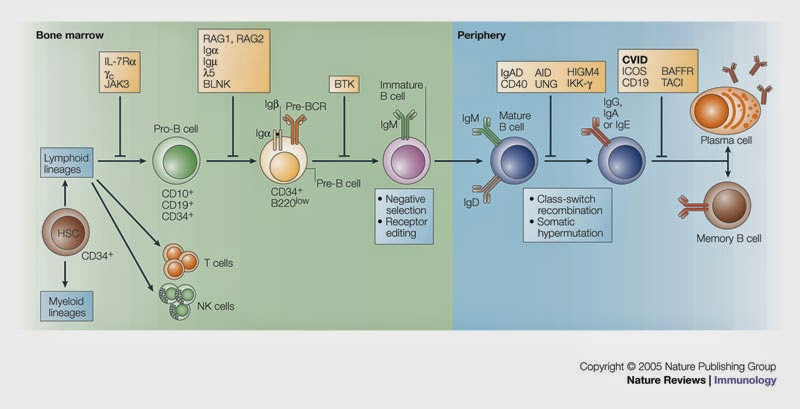 Bone marrow
Periphery
IL-7Rα
γc
JAK3
RAG1, RAG2
Igα
Igμ
λ5
BLNK
BTK
IgAD AID HIGM4
CD40 UNG IKK-γ
CVID
ICOS BAFFR
CD19 TACI
Lymphoid
lineages
Pro-B cell
CD10+
CD19+
CD34+
Igβ
Pre-BCR
Igα
Pre-B cell
CD34+
B220low
Immature
B cell
IgM
• Negative
selection
• Receptor
editing
IgM
Mature
B cell
IgD
IgG,
IgA
or IgE
• Class-switch
recombination
• Somatic
hypermutation
Plasma cell
Memory B cell
HSC
CD34+
T cells
NK cells
Myeloid
lineages
Copyright © 2005 Nature Publishing Group
Nature Reviews | Immunology